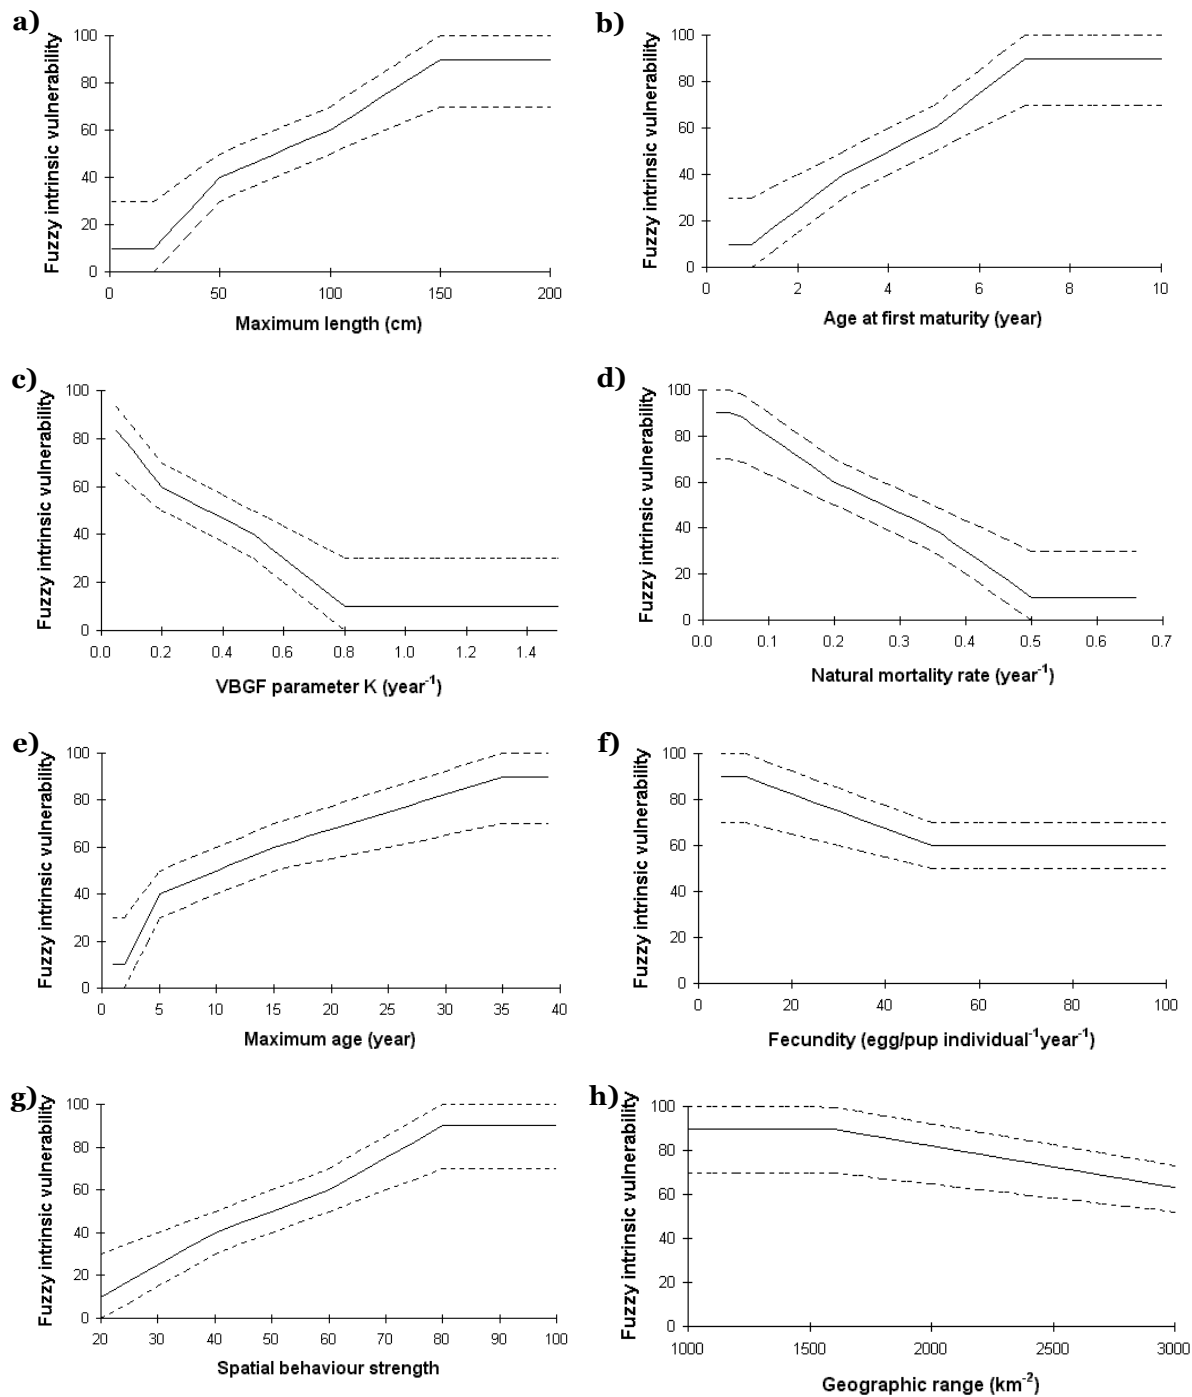 a)
Fuzzy intrinsic vulnerability
100
80
60
40
20
0
0 50 100 150 200
Maximum length (cm)
b)
Fuzzy intrinsic vulnerability
100
80
60
40
20
0
0 2 4 6 8 10
Age at first maturity (year)
c)
Fuzzy intrinsic vulnerability
100
80
60
40
20
0
0.0 0.2 0.4 0.6 0.8 1.0 1.2 1.4
VBGF parameter K (year⁻¹)
d)
Fuzzy intrinsic vulnerability
100
80
60
40
20
0
0.0 0.1 0.2 0.3 0.4 0.5 0.6 0.7
Natural mortality rate (year⁻¹)
e)
Fuzzy intrinsic vulnerability
100
80
60
40
20
0
0 5 10 15 20 25 30 35 40
Maximum age (year)
f)
Fuzzy intrinsic vulnerability
100
80
60
40
20
0
0 20 40 60 80 100
Fecundity (egg/pup individual⁻¹year⁻¹)
g)
Fuzzy intrinsic vulnerability
100
80
60
40
20
0
20 30 40 50 60 70 80 90 100
Spatial behaviour strength
h)
Fuzzy intrinsic vulnerability
100
80
60
40
20
0
1000 1500 2000 2500 3000
Geographic range (km⁻²)